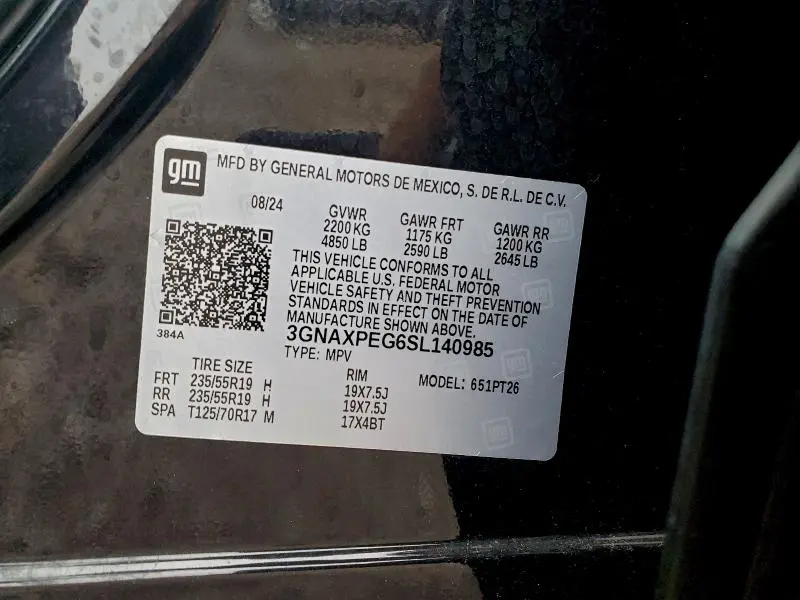 gm MFD BY GENERAL MOTORS DE MEXICO, S. DE R.L. DE C.V.
08/24 GVWR GAWR FRT GAWR RR
2200 KG 1175 KG 1200 KG
4850 LB 2590 LB 2645 LB
THIS VEHICLE CONFORMS TO ALL
APPLICABLE U.S. FEDERAL MOTOR
VEHICLE SAFETY AND THEFT PREVENTION
STANDARDS IN EFFECT ON THE DATE OF
MANUFACTURE SHOWN ABOVE.
384A 3GNAXPEG6SL140985
TYPE: MPV
TIRE SIZE RIM MODEL: 651PT26
FRT 235/55R19 H 19X7.5J
RR 235/55R19 H 19X7.5J
SPA T125/70R17 M 17X4BT